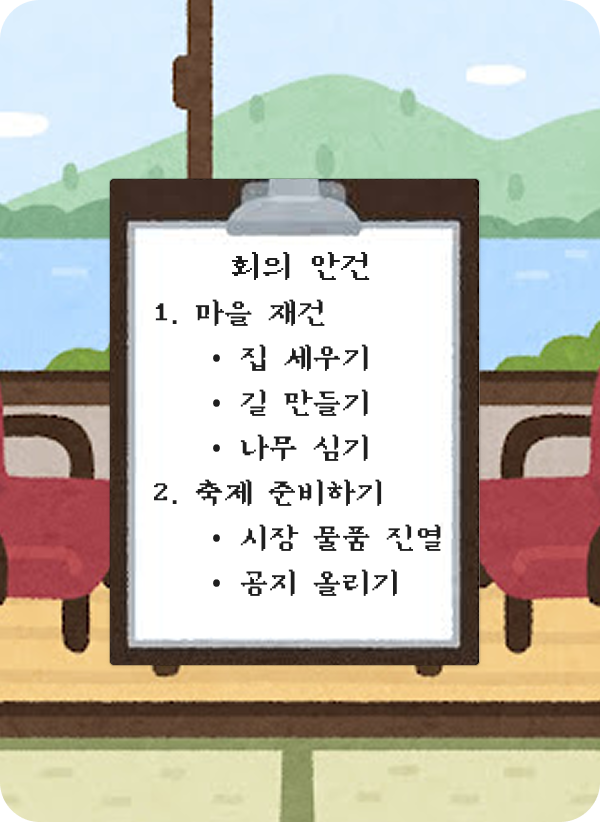 회의 안건
1. 마을 재건
• 집 세우기
• 길 만들기
• 나무 심기
2. 축제 준비하기
• 시장 물품 진열
• 공지 올리기